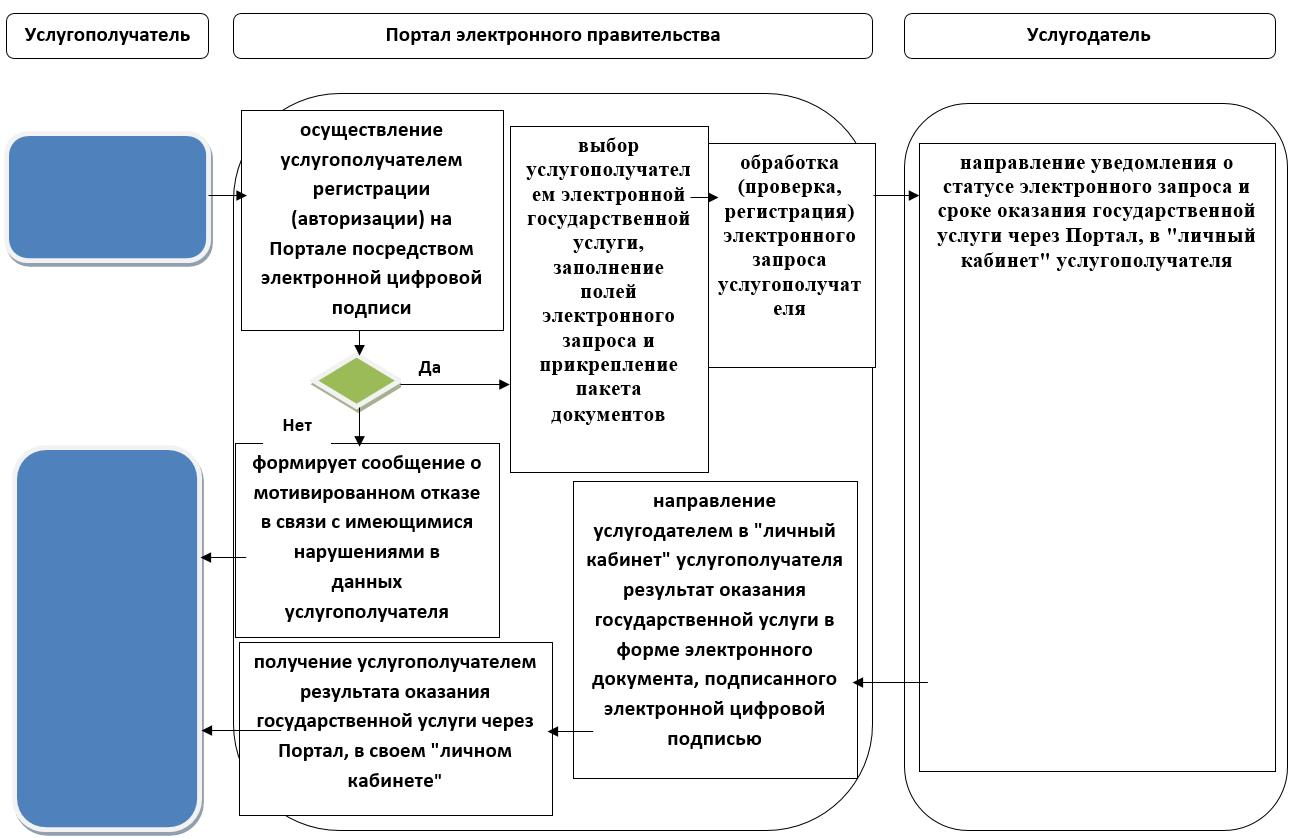 Услугополучатель
Портал электронного правительства
Услугодатель
осуществление
услугополучателем
регистрации
(авторизации) на
Портале посредством
электронной цифровой
подписи
выбор
услугополучател
ем электронной
государственной
услуги,
заполнение
полей
электронного
запроса и
прикрепление
пакета
документов
обработка
(проверка,
регистрация)
электронного
запроса
услугополучат
еля
направление уведомления о
статусе электронного запроса и
сроке оказания государственной
услуги через Портал, в "личный
кабинет" услугополучателя
Да
Нет
формирует сообщение о
мотивированном отказе
в связи с имеющимися
нарушениями в
данных
услугополучателя
направление
услугодателем в "личный
кабинет" услугополучателя
результат оказания
государственной услуги в
форме электронного
документа, подписанного
электронной цифровой
подписью
получение услугополучателем
результата оказания
государственной услуги через
Портал, в своем "личном
кабинете"